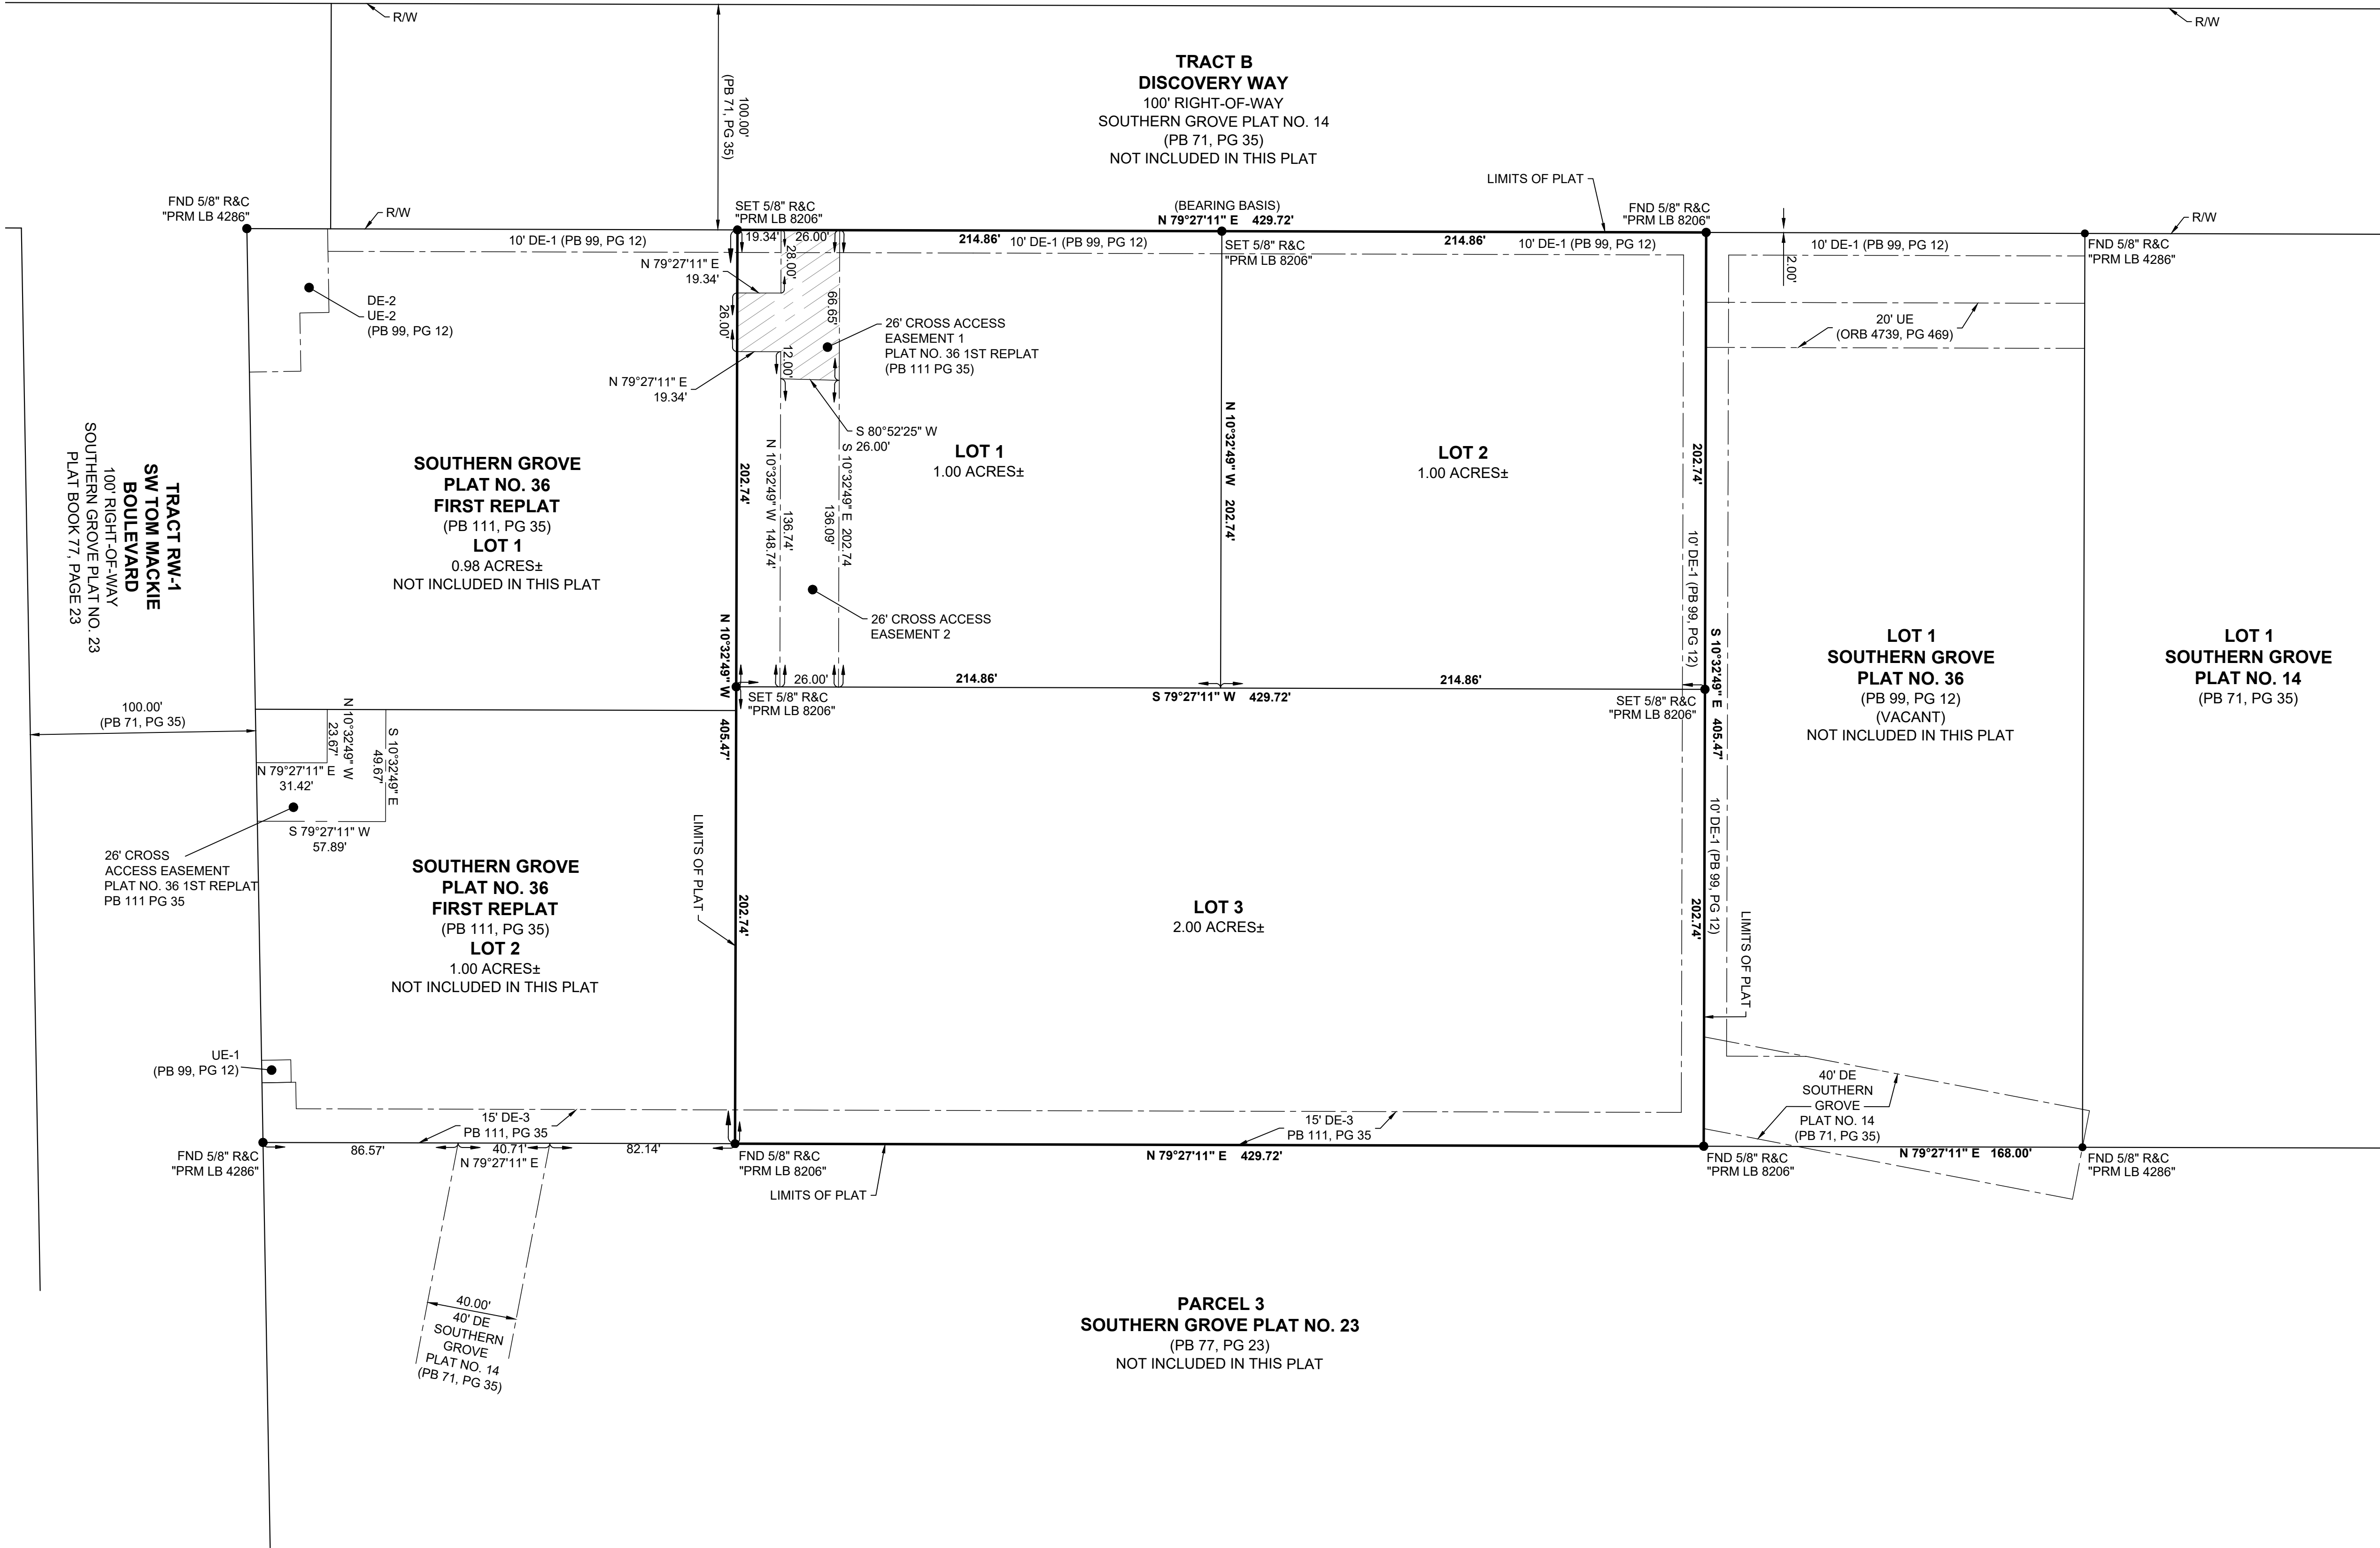 R/W
R/W
100.00'
(PB 71, PG 35)
TRACT B
DISCOVERY WAY
100' RIGHT-OF-WAY
SOUTHERN GROVE PLAT NO. 14
(PB 71, PG 35)
NOT INCLUDED IN THIS PLAT
LIMITS OF PLAT
FND 5/8" R&C
"PRM LB 4286"
R/W
SET 5/8" R&C
"PRM LB 8206"
(BEARING BASIS)
N 79°27'11" E 429.72'
FND 5/8" R&C
"PRM LB 8206"
R/W
10' DE-1 (PB 99, PG 12)
19.34'
26.00'
214.86'
10' DE-1 (PB 99, PG 12)
SET 5/8" R&C
"PRM LB 8206"
214.86'
10' DE-1 (PB 99, PG 12)
10' DE-1 (PB 99, PG 12)
2.00'
FND 5/8" R&C
"PRM LB 4286"
N 79°27'11" E
19.34'
28.00'
66.65'
26.00'
12.00'
DE-2
UE-2
(PB 99, PG 12)
26' CROSS ACCESS
EASEMENT 1
PLAT NO. 36 1ST REPLAT
(PB 111 PG 35)
20' UE
(ORB 4739, PG 469)
N 79°27'11" E
19.34'
S 80°52'25" W
26.00'
TRACT RW-1
SW TOM MACKIE
BOULEVARD
100' RIGHT-OF-WAY
SOUTHERN GROVE PLAT NO. 23
PLAT BOOK 77, PAGE 23
SOUTHERN GROVE
PLAT NO. 36
FIRST REPLAT
(PB 111, PG 35)
LOT 1
0.98 ACRES±
NOT INCLUDED IN THIS PLAT
202.74'
N 10°32'49" W 148.74'
136.74'
136.09'
S 10°32'49" E 202.74
LOT 1
1.00 ACRES±
N 10°32'49" W 202.74'
LOT 2
1.00 ACRES±
202.74'
10' DE-1 (PB 99, PG 12)
26' CROSS ACCESS
EASEMENT 2
N 10°32'49" W 405.47'
S 10°32'49" E 405.47'
LOT 1
SOUTHERN GROVE
PLAT NO. 36
(PB 99, PG 12)
(VACANT)
NOT INCLUDED IN THIS PLAT
LOT 1
SOUTHERN GROVE
PLAT NO. 14
(PB 71, PG 35)
26.00'
214.86'
214.86'
SET 5/8" R&C
"PRM LB 8206"
S 79°27'11" W 429.72'
SET 5/8" R&C
"PRM LB 8206"
100.00'
(PB 71, PG 35)
N 10°32'49" W
23.67'
S 10°32'49" E
49.67'
N 79°27'11" E
31.42'
S 79°27'11" W
57.89'
26' CROSS
ACCESS EASEMENT
PLAT NO. 36 1ST REPLAT
PB 111 PG 35
SOUTHERN GROVE
PLAT NO. 36
FIRST REPLAT
(PB 111, PG 35)
LOT 2
1.00 ACRES±
NOT INCLUDED IN THIS PLAT
LIMITS OF PLAT
202.74'
LOT 3
2.00 ACRES±
202.74'
10' DE-1 (PB 99, PG 12)
LIMITS OF PLAT
UE-1
(PB 99, PG 12)
40' DE
SOUTHERN
GROVE
PLAT NO. 14
(PB 71, PG 35)
15' DE-3
PB 111, PG 35
15' DE-3
PB 111, PG 35
FND 5/8" R&C
"PRM LB 4286"
86.57'
40.71'
82.14'
N 79°27'11" E
FND 5/8" R&C
"PRM LB 8206"
N 79°27'11" E 429.72'
FND 5/8" R&C
"PRM LB 8206"
N 79°27'11" E 168.00'
FND 5/8" R&C
"PRM LB 4286"
LIMITS OF PLAT
40.00'
40' DE
SOUTHERN
GROVE
PLAT NO. 14
(PB 71, PG 35)
PARCEL 3
SOUTHERN GROVE PLAT NO. 23
(PB 77, PG 23)
NOT INCLUDED IN THIS PLAT